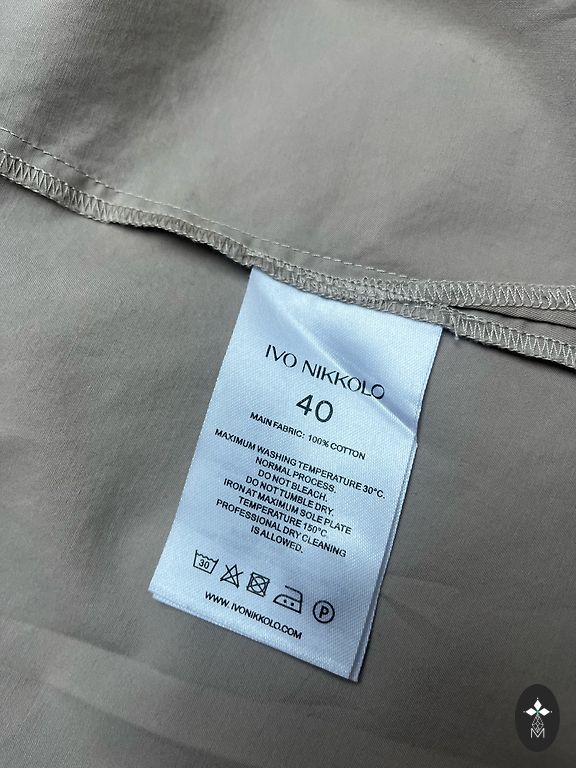 IVO NIKKOLO
40
MAIN FABRIC: 100% COTTON
MAXIMUM WASHING TEMPERATURE 30°C.
NORMAL PROCESS.
DO NOT BLEACH.
DO NOT TUMBLE DRY.
IRON AT MAXIMUM SOLE PLATE
TEMPERATURE 150°C.
PROFESSIONAL DRY CLEANING
IS ALLOWED.
30 P
WWW.IVONIKKOLO.COM
M